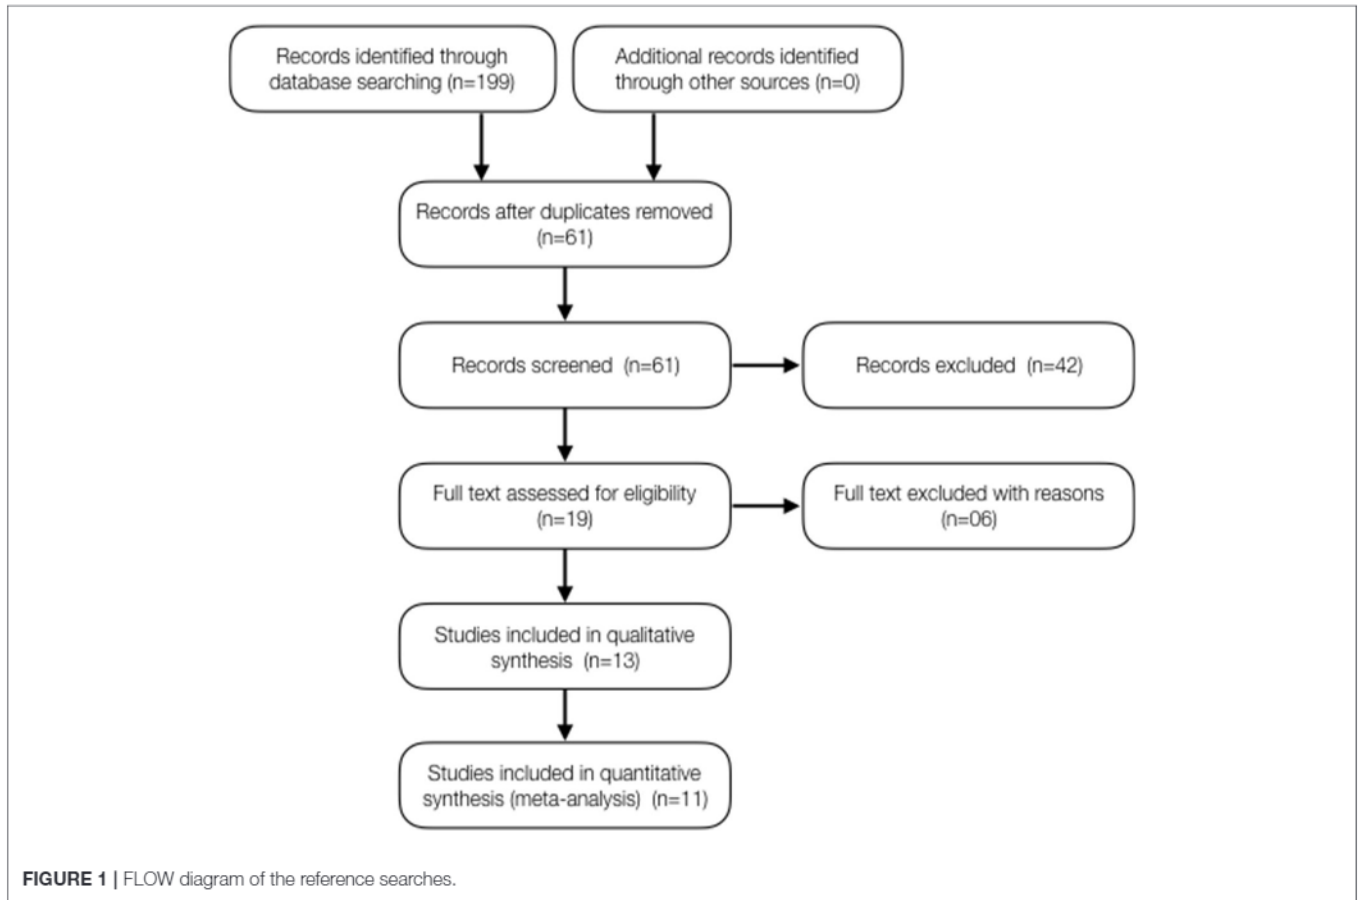 Records identified through
database searching (n=199)
Additional records identified
through other sources (n=0)
Records after duplicates removed
(n=61)
Records screened (n=61)
Records excluded (n=42)
Full text assessed for eligibility
(n=19)
Full text excluded with reasons
(n=06)
Studies included in qualitative
synthesis (n=13)
Studies included in quantitative
synthesis (meta-analysis) (n=11)
FIGURE 1 | FLOW diagram of the reference searches.